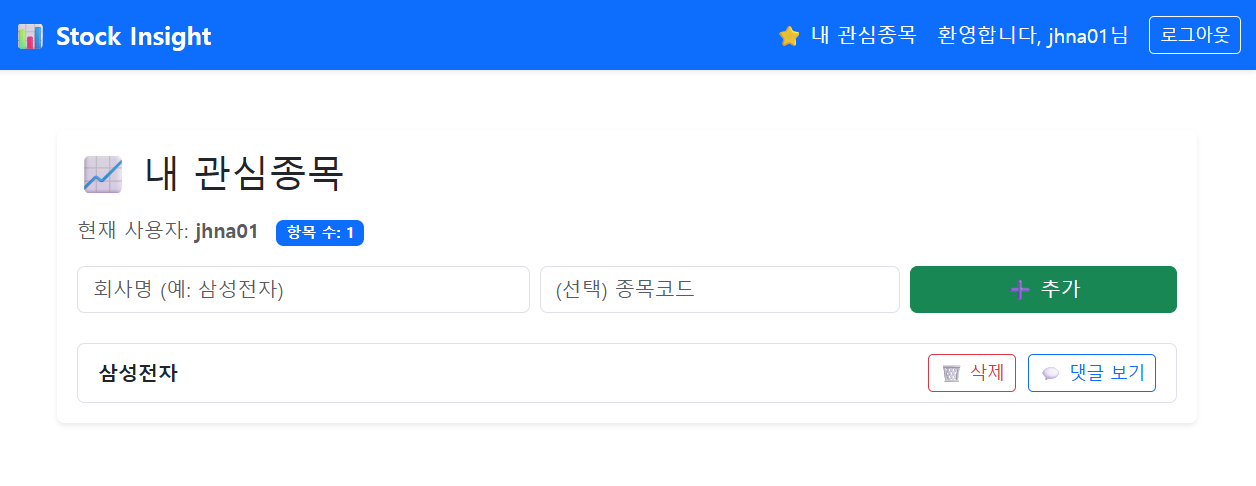 Stock Insight
내 관심종목 환영합니다, jhna01님 로그아웃
내 관심종목
현재 사용자: jhna01 항목 수: 1
회사명 (예: 삼성전자) (선택) 종목코드 ➕ 추가
삼성전자 삭제 댓글 보기